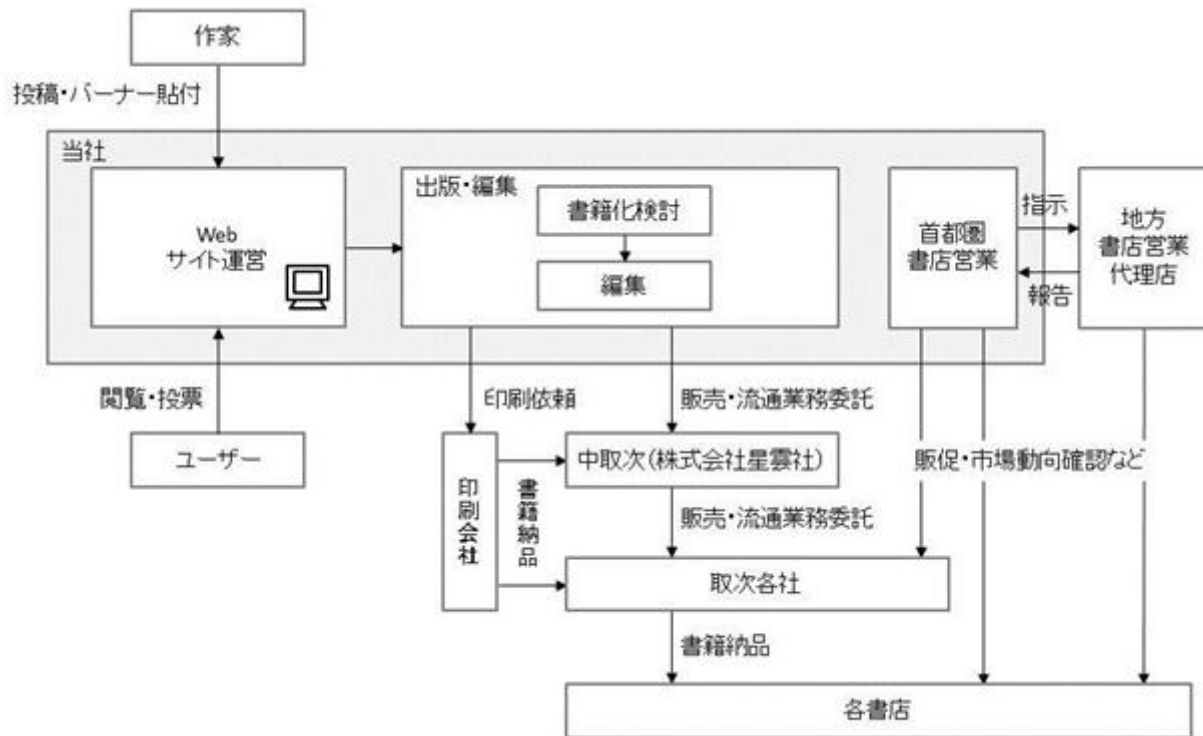 作家
投稿・バーナー貼付
当社
Web
サイト運営
出版・編集
書籍化検討
編集
首都圏
書店営業
指示
報告
地方
書店営業
代理店
閲覧・投票
ユーザー
印刷依頼
販売・流通業務委託
印刷会社
書籍納品
中取次(株式会社星雲社)
販売・流通業務委託
販促・市場動向確認など
取次各社
書籍納品
各書店